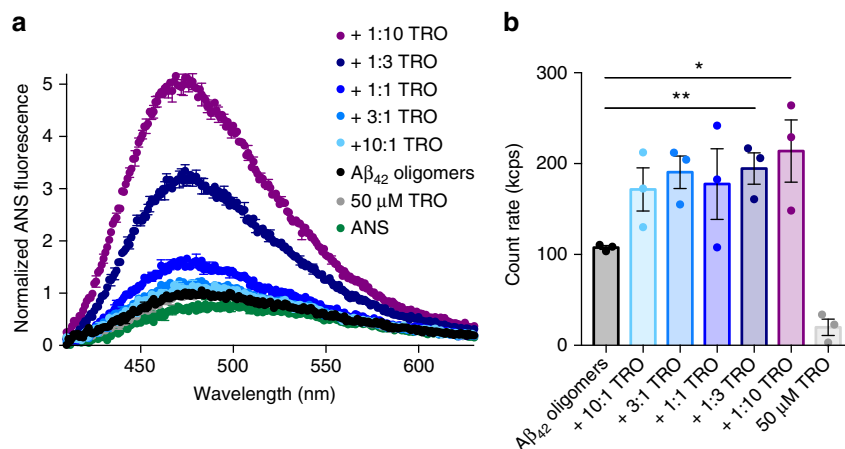 a
+ 1:10 TRO
+ 1:3 TRO
+ 1:1 TRO
+ 3:1 TRO
+10:1 TRO
Aβ42 oligomers
50 μM TRO
ANS
Normalized ANS fluorescence
5
4
3
2
1
0
450
500
550
600
Wavelength (nm)
b
*
**
Count rate (kcps)
300
200
100
0
Aβ42 oligomers
+ 10:1 TRO
+ 3:1 TRO
+ 1:1 TRO
+ 1:3 TRO
+ 1:10 TRO
50 μM TRO